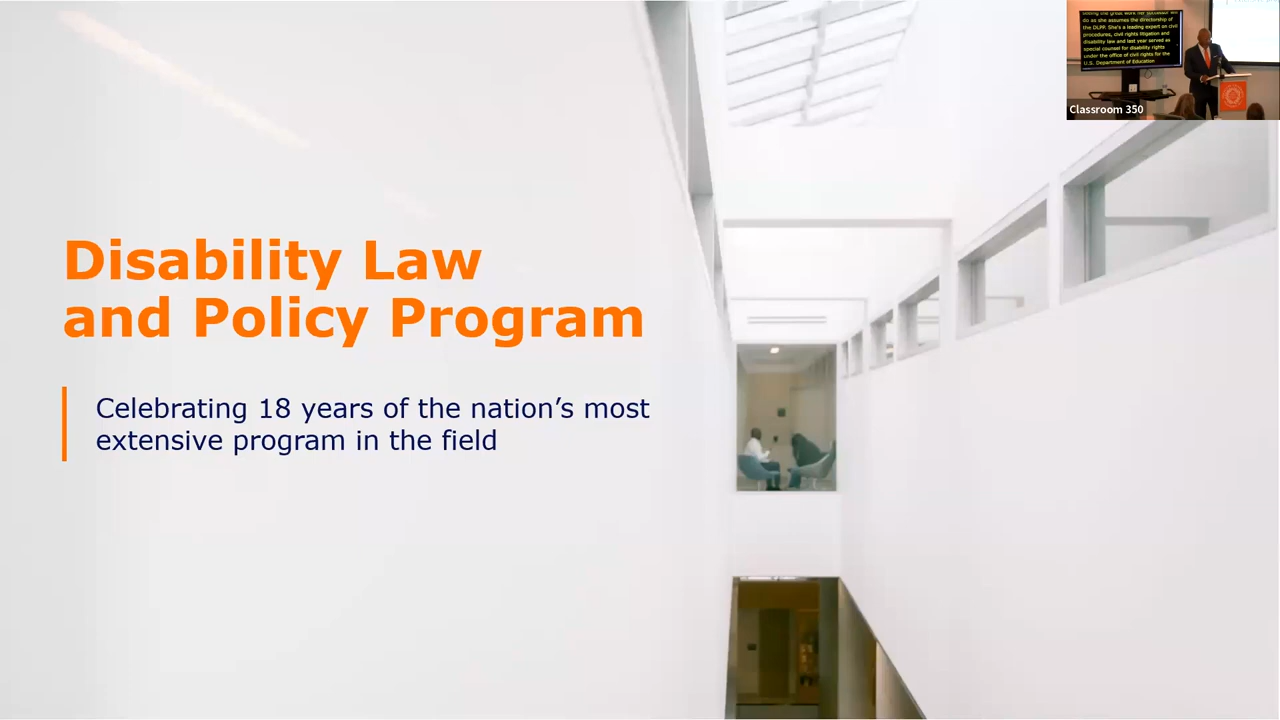 Disability Law
and Policy Program
Celebrating 18 years of the nation's most
extensive program in the field
do as she assumes the directorship of
the DLPP. She's a leading expert on civil
procedures, civil rights litigation and
disability law and last year served as
special counsel for disability rights
under the office of civil rights for the
U.S. Department of Education
Classroom 350